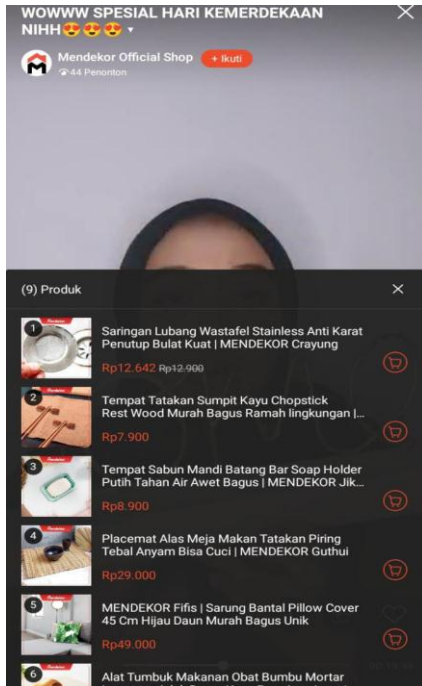 WOWWW SPESIAL HARI KEMERDEKAAN
NIHH😍😍😍
Mendekor Official Shop
+ Ikuti
44 Penonton
(9) Produk
1
Saringan Lubang Wastafel Stainless Anti Karat
Penutup Bulat Kuat | MENDEKOR Crayung
Rp12.642 Rp12.900
2
Tempat Tatakan Sumpit Kayu Chopstick
Rest Wood Murah Bagus Ramah lingkungan |...
Rp7.900
3
Tempat Sabun Mandi Batang Bar Soap Holder
Putih Tahan Air Awet Bagus | MENDEKOR Jik...
Rp8.900
4
Placemat Alas Meja Makan Tatakan Piring
Tebal Anyam Bisa Cuci | MENDEKOR Guthui
Rp29.000
5
MENDEKOR Fifis | Sarung Bantal Pillow Cover
45 Cm Hijau Daun Murah Bagus Unik
Rp49.000
6
Alat Tumbuk Makanan Obat Bumbu Mortar